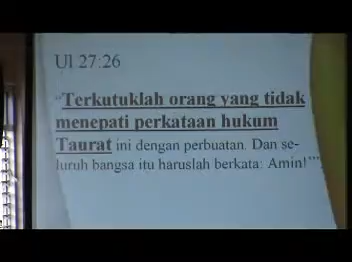 Ul 27:26
“Terkutuklah orang yang tidak
menepati perkataan hukum
Taurat ini dengan perbuatan. Dan se-
luruh bangsa itu haruslah berkata: Amin!’”